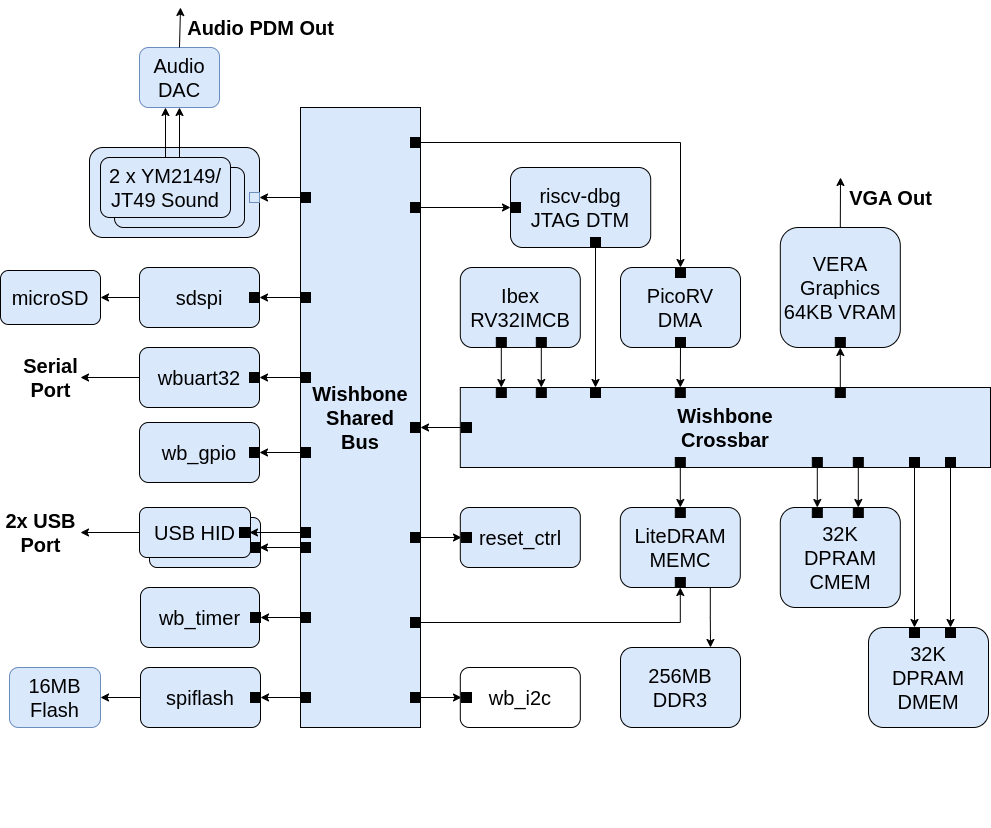 Audio PDM Out
Audio
DAC
2 x YM2149/
JT49 Sound
riscv-dbg
JTAG DTM
VGA Out
VERA
Graphics
64KB VRAM
microSD
sdspi
Ibex
RV32IMCB
PicoRV
DMA
Serial
Port
wbuart32
Wishbone
Shared
Bus
Wishbone
Crossbar
wb_gpio
2x USB
Port
USB HID
reset_ctrl
LiteDRAM
MEMC
32K
DPRAM
CMEM
wb_timer
32K
DPRAM
DMEM
16MB
Flash
spiflash
wb_i2c
256MB
DDR3